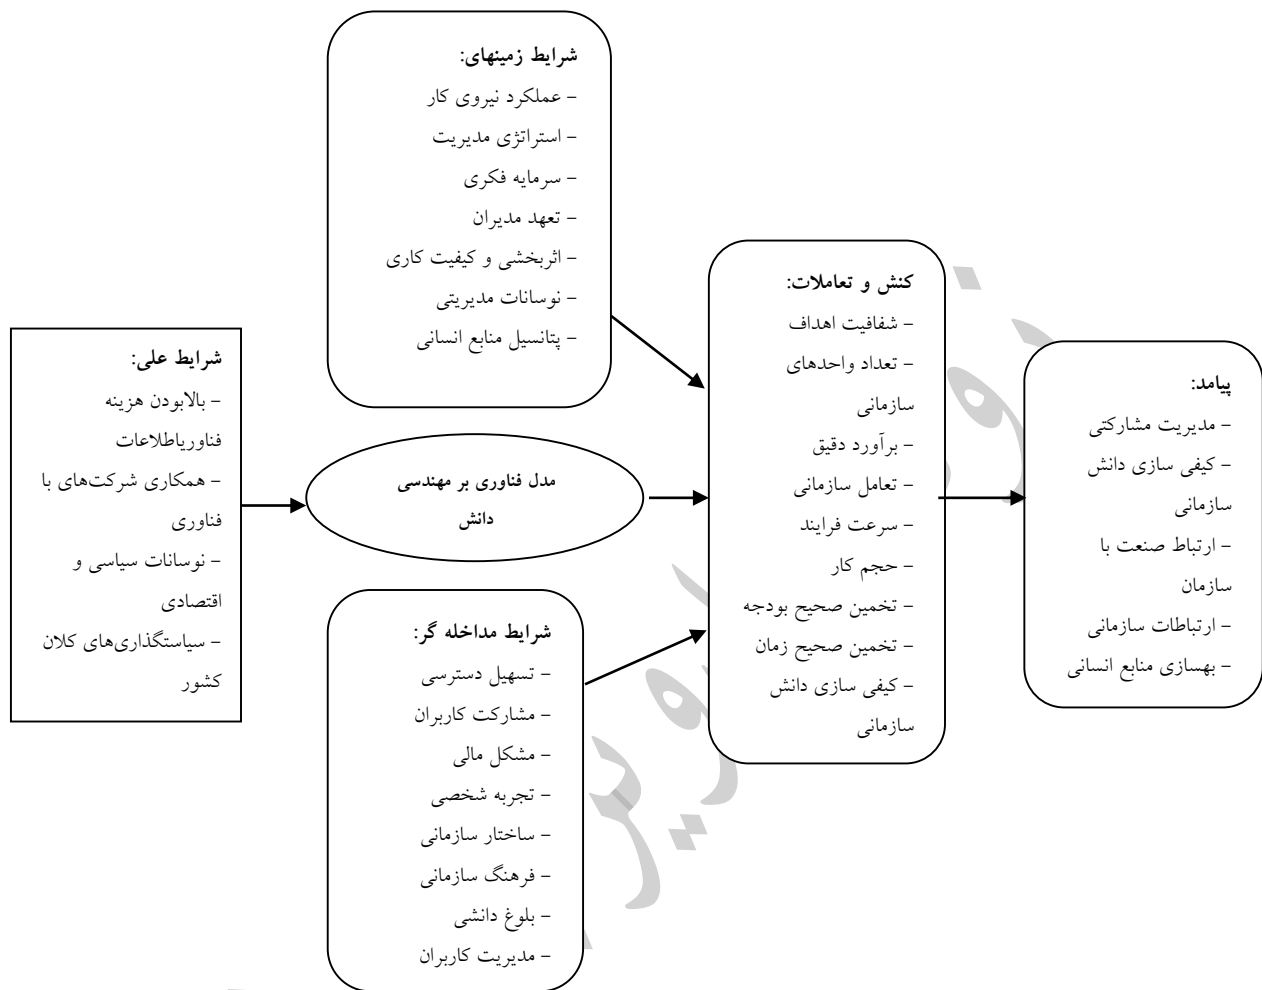 شرایط زمینهای:
- عملکرد نیروی کار
- استراتژی مدیریت
- سرمایه فکری
- تعهد مدیران
- اثربخشی و کیفیت کاری
- نوسانات مدیریتی
- پتانسیل منابع انسانی
شرایط علی:
- بالابودن هزینه
فناوریاطلاعات
- همکاری شرکت‌های با
فناوری
- نوسانات سیاسی و
اقتصادی
- سیاستگذاری‌های کلان
کشور
مدل فناوری بر مهندسی
دانش
شرایط مداخله گر:
- تسهیل دسترسی
- مشارکت کاربران
- مشکل مالی
- تجربه شخصی
- ساختار سازمانی
- فرهنگ سازمانی
- بلوغ دانشی
- مدیریت کاربران
کنش و تعاملات:
- شفافیت اهداف
- تعداد واحدهای
سازمانی
- برآورد دقیق
- تعامل سازمانی
- سرعت فرایند
- حجم کار
- تخمین صحیح بودجه
- تخمین صحیح زمان
- کیفی سازی دانش
سازمانی
پیامد:
- مدیریت مشارکتی
- کیفی سازی دانش
سازمانی
- ارتباط صنعت با
سازمان
- ارتباطات سازمانی
- بهسازی منابع انسانی